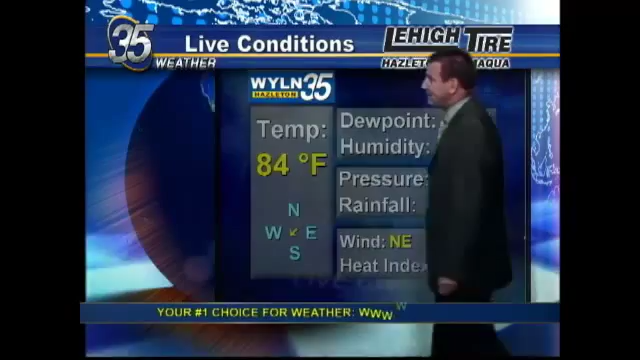 35
WEATHER
Live Conditions
LEHIGH TIRE
HAZLETON
AQUA
WYLN 35
HAZLETON
Temp:
84 °F
N
W E
S
Dewpoint:
Humidity:
Pressure:
Rainfall:
Wind: NE
Heat Index
YOUR #1 CHOICE FOR WEATHER: WWW